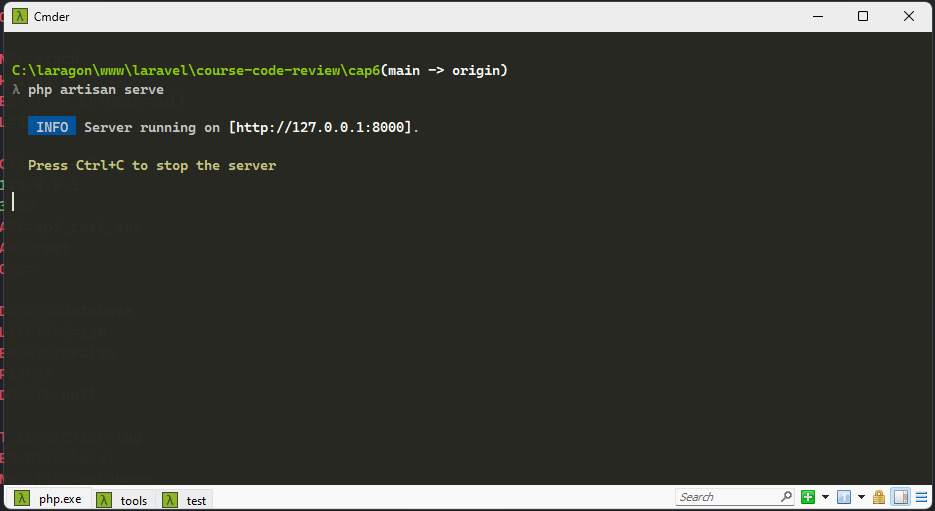 Cmder
C:\laragon\www\laravel\course-code-review\cap6(main -> origin)
λ php artisan serve
INFO Server running on [http://127.0.0.1:8000].
Press Ctrl+C to stop the server
λ php.exe λ tools λ test Search 1